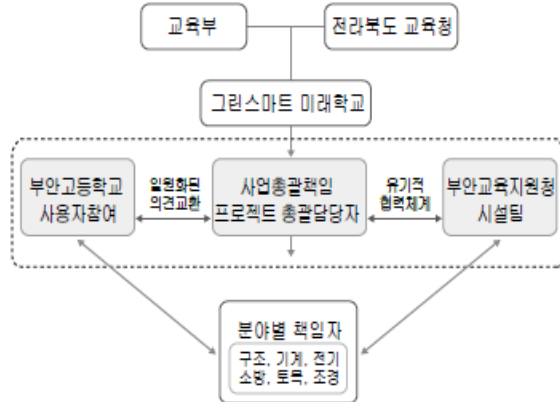 교육부
전라북도 교육청
그린스마트 미래학교
부안고등학교
사용자참여
일원화된
의견교환
사업총괄책임
프로젝트 총괄담당자
유기적
협력체계
부안교육지원청
시설팀
분야별 책임자
구조, 기계, 전기
소방, 토목, 조경